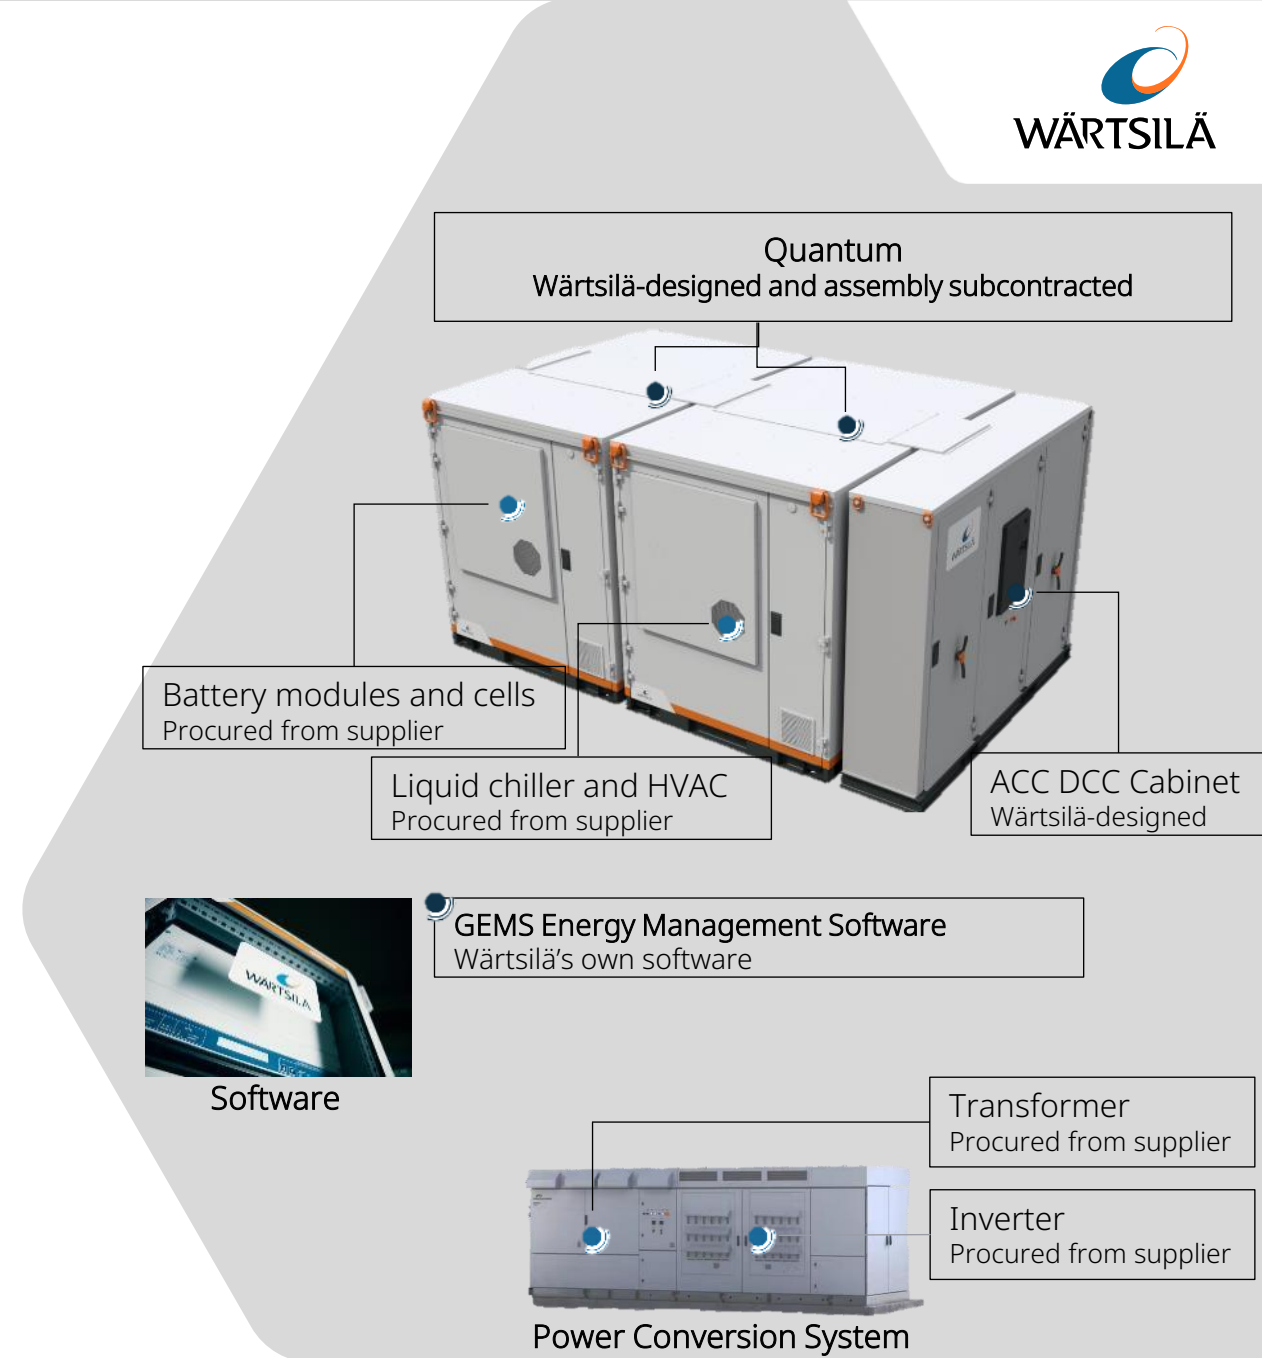 WÄRTSILÄ
Quantum
Wärtsilä-designed and assembly subcontracted
WÄRTSILÄ
Battery modules and cells
Procured from supplier
Liquid chiller and HVAC
Procured from supplier
ACC DCC Cabinet
Wärtsilä-designed
WÄRTSILÄ
GEMS Energy Management Software
Wärtsilä's own software
Software
Transformer
Procured from supplier
Inverter
Procured from supplier
Power Conversion System